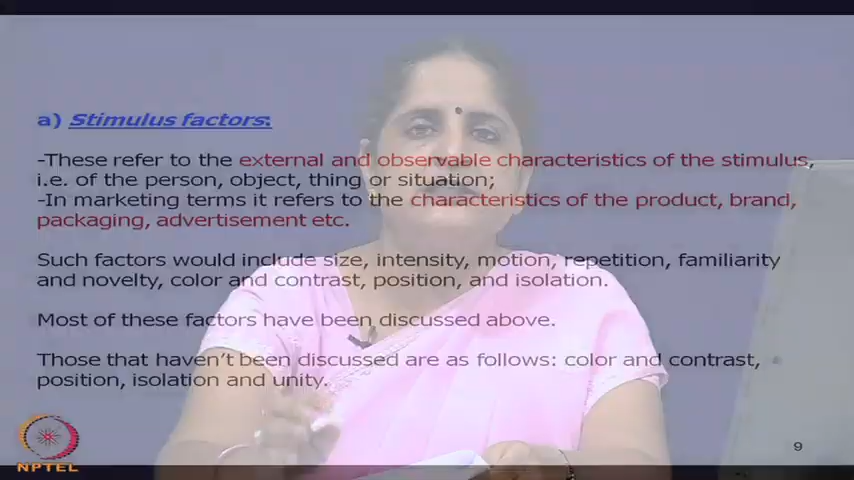 a) Stimulus factors:
-These refer to the external and observable characteristics of the stimulus,
i.e. of the person, object, thing or situation;
-In marketing terms it refers to the characteristics of the product, brand,
packaging, advertisement etc.
Such factors would include size, intensity, motion, repetition, familiarity
and novelty, color and contrast, position, and isolation.
Most of these factors have been discussed above.
Those that haven't been discussed are as follows: color and contrast,
position, isolation and unity.
9
NPTEL